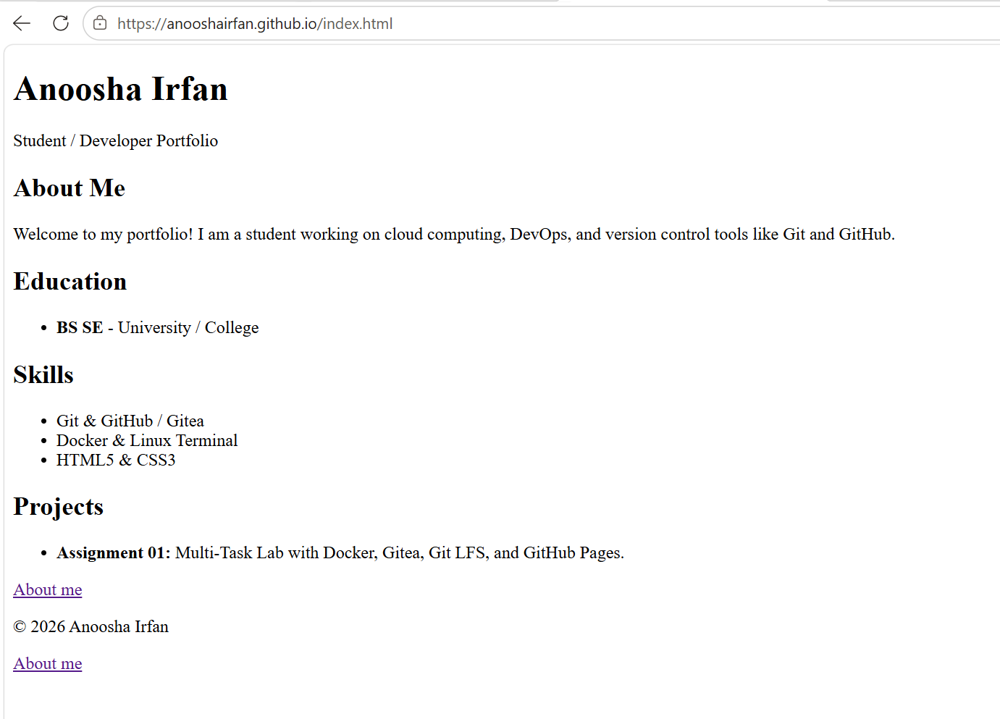 https://anooshairfan.github.io/index.html
Anoosha Irfan
Student / Developer Portfolio
About Me
Welcome to my portfolio! I am a student working on cloud computing, DevOps, and version control tools like Git and GitHub.
Education
• BS SE - University / College
Skills
• Git & GitHub / Gitea
• Docker & Linux Terminal
• HTML5 & CSS3
Projects
• Assignment 01: Multi-Task Lab with Docker, Gitea, Git LFS, and GitHub Pages.
About me
© 2026 Anoosha Irfan
About me